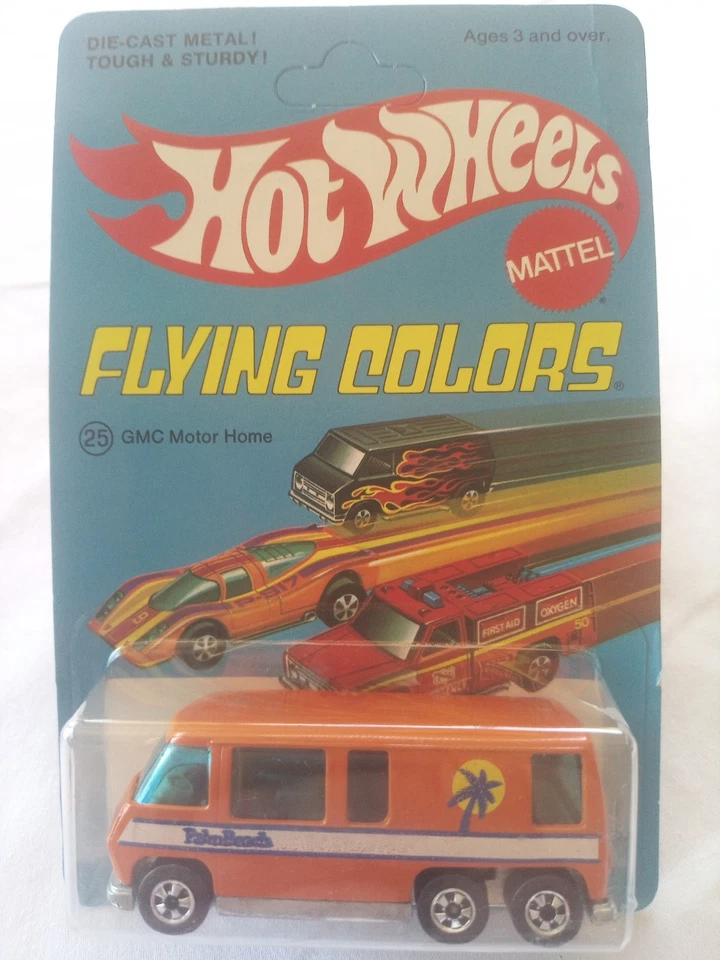 DIE-CAST METAL!
TOUGH & STURDY!
Ages 3 and over.
HOT WHEELS
MATTEL
FLYING COLORS®
25 GMC Motor Home
FIRST AID
OXYGEN
50
Palm Beach